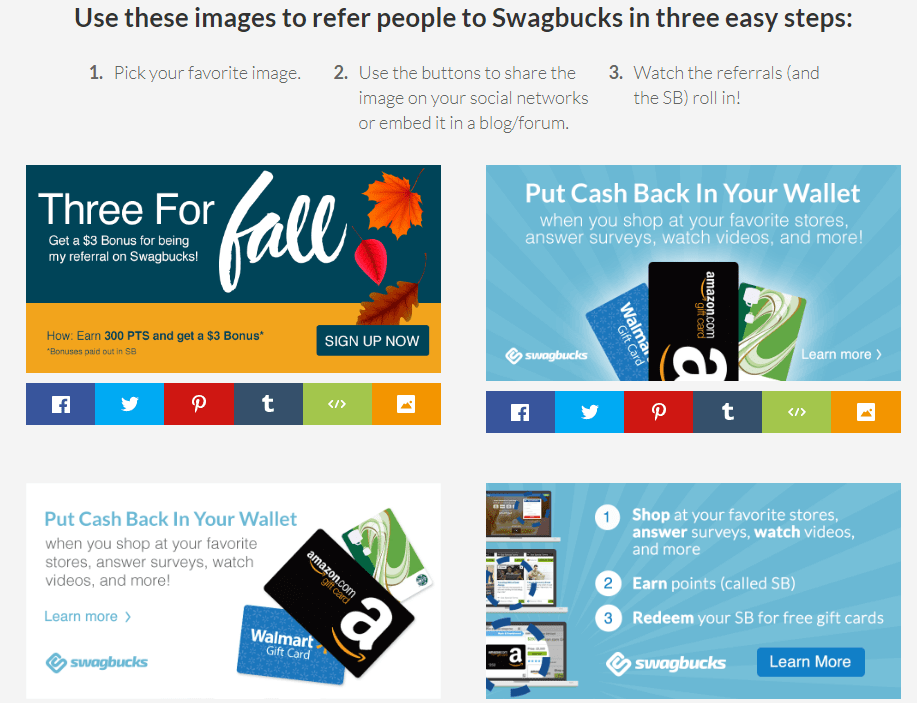 Use these images to refer people to Swagbucks in three easy steps:
1. Pick your favorite image.
2. Use the buttons to share the
image on your social networks
or embed it in a blog/forum.
3. Watch the referrals (and
the SB) roll in!
Three For fall
Get a $3 Bonus for being
my referral on Swagbucks!
How: Earn 300 PTS and get a $3 Bonus*
*Bonuses paid out in SB
SIGN UP NOW
Put Cash Back In Your Wallet
when you shop at your favorite stores,
answer surveys, watch videos, and more!
Walmart
Gift Card
amazon.com
gift card
a
swagbucks
Learn more >
f t </>
f t </>
Put Cash Back In Your Wallet
when you shop at your favorite
stores, answer surveys, watch
videos, and more!
Learn more >
swagbucks
amazon.com
gift card
a
Walmart
Gift Card
1 Shop at your favorite stores,
answer surveys, watch videos,
and more
2 Earn points (called SB)
3 Redeem your SB for free gift cards
a
swagbucks
Learn More